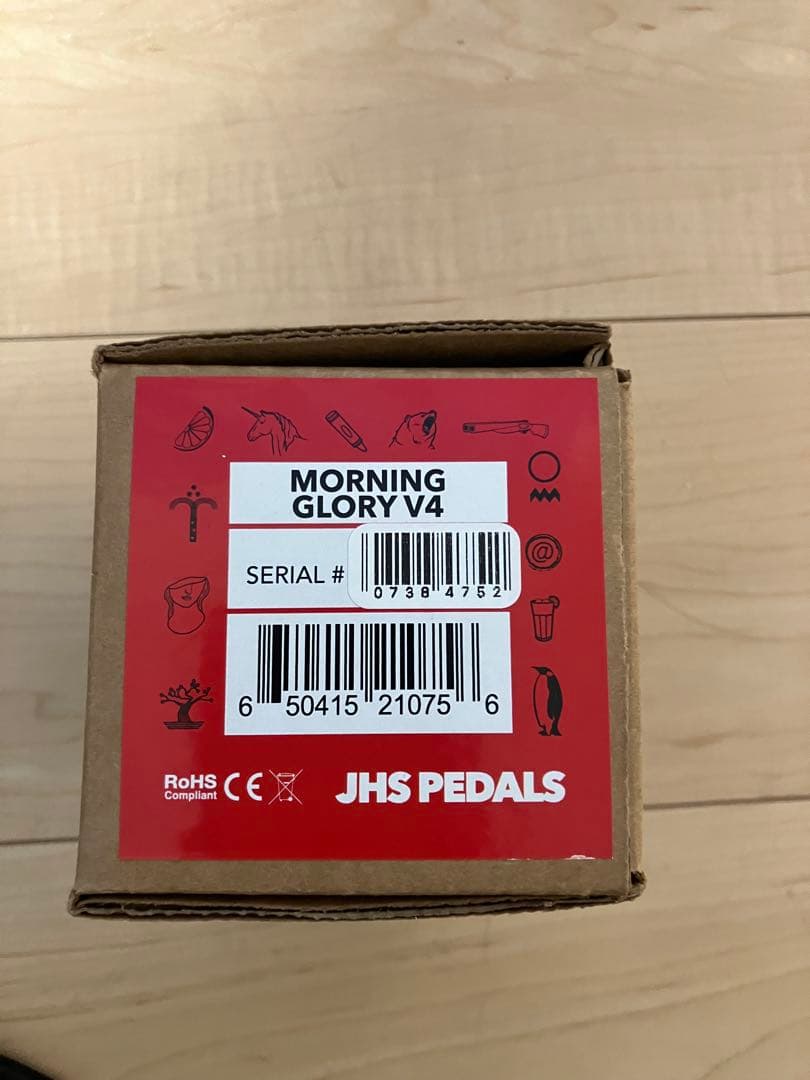 MORNING
GLORY V4
SERIAL #
0738 4752
6 50415 21075 6
RoHS
Compliant
CE
JHS PEDALS
@